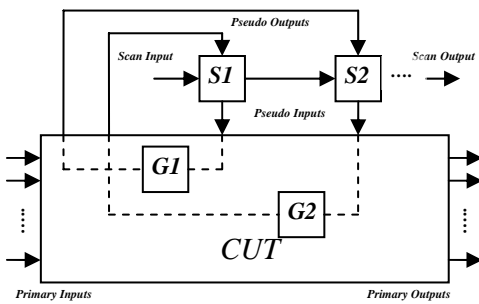 Pseudo Outputs
Scan Input
S1
S2
Scan Output
Pseudo Inputs
G1
G2
CUT
Primary Inputs
Primary Outputs